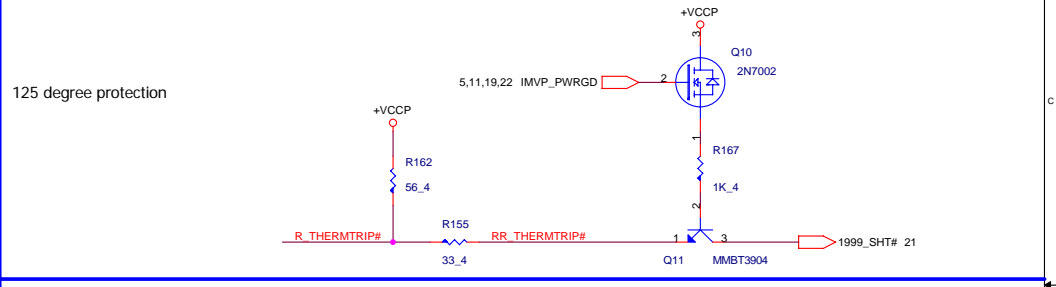 +VCCP
3
Q10
2N7002
5,11,19,22 IMVP_PWRGD
2
125 degree protection
C
+VCCP
1
R167
R162
56_4
1K_4
2
R155
R_THERMTRIP#
RR_THERMTRIP#
1
3
1999_SHT# 21
33_4
Q11
MMBT3904